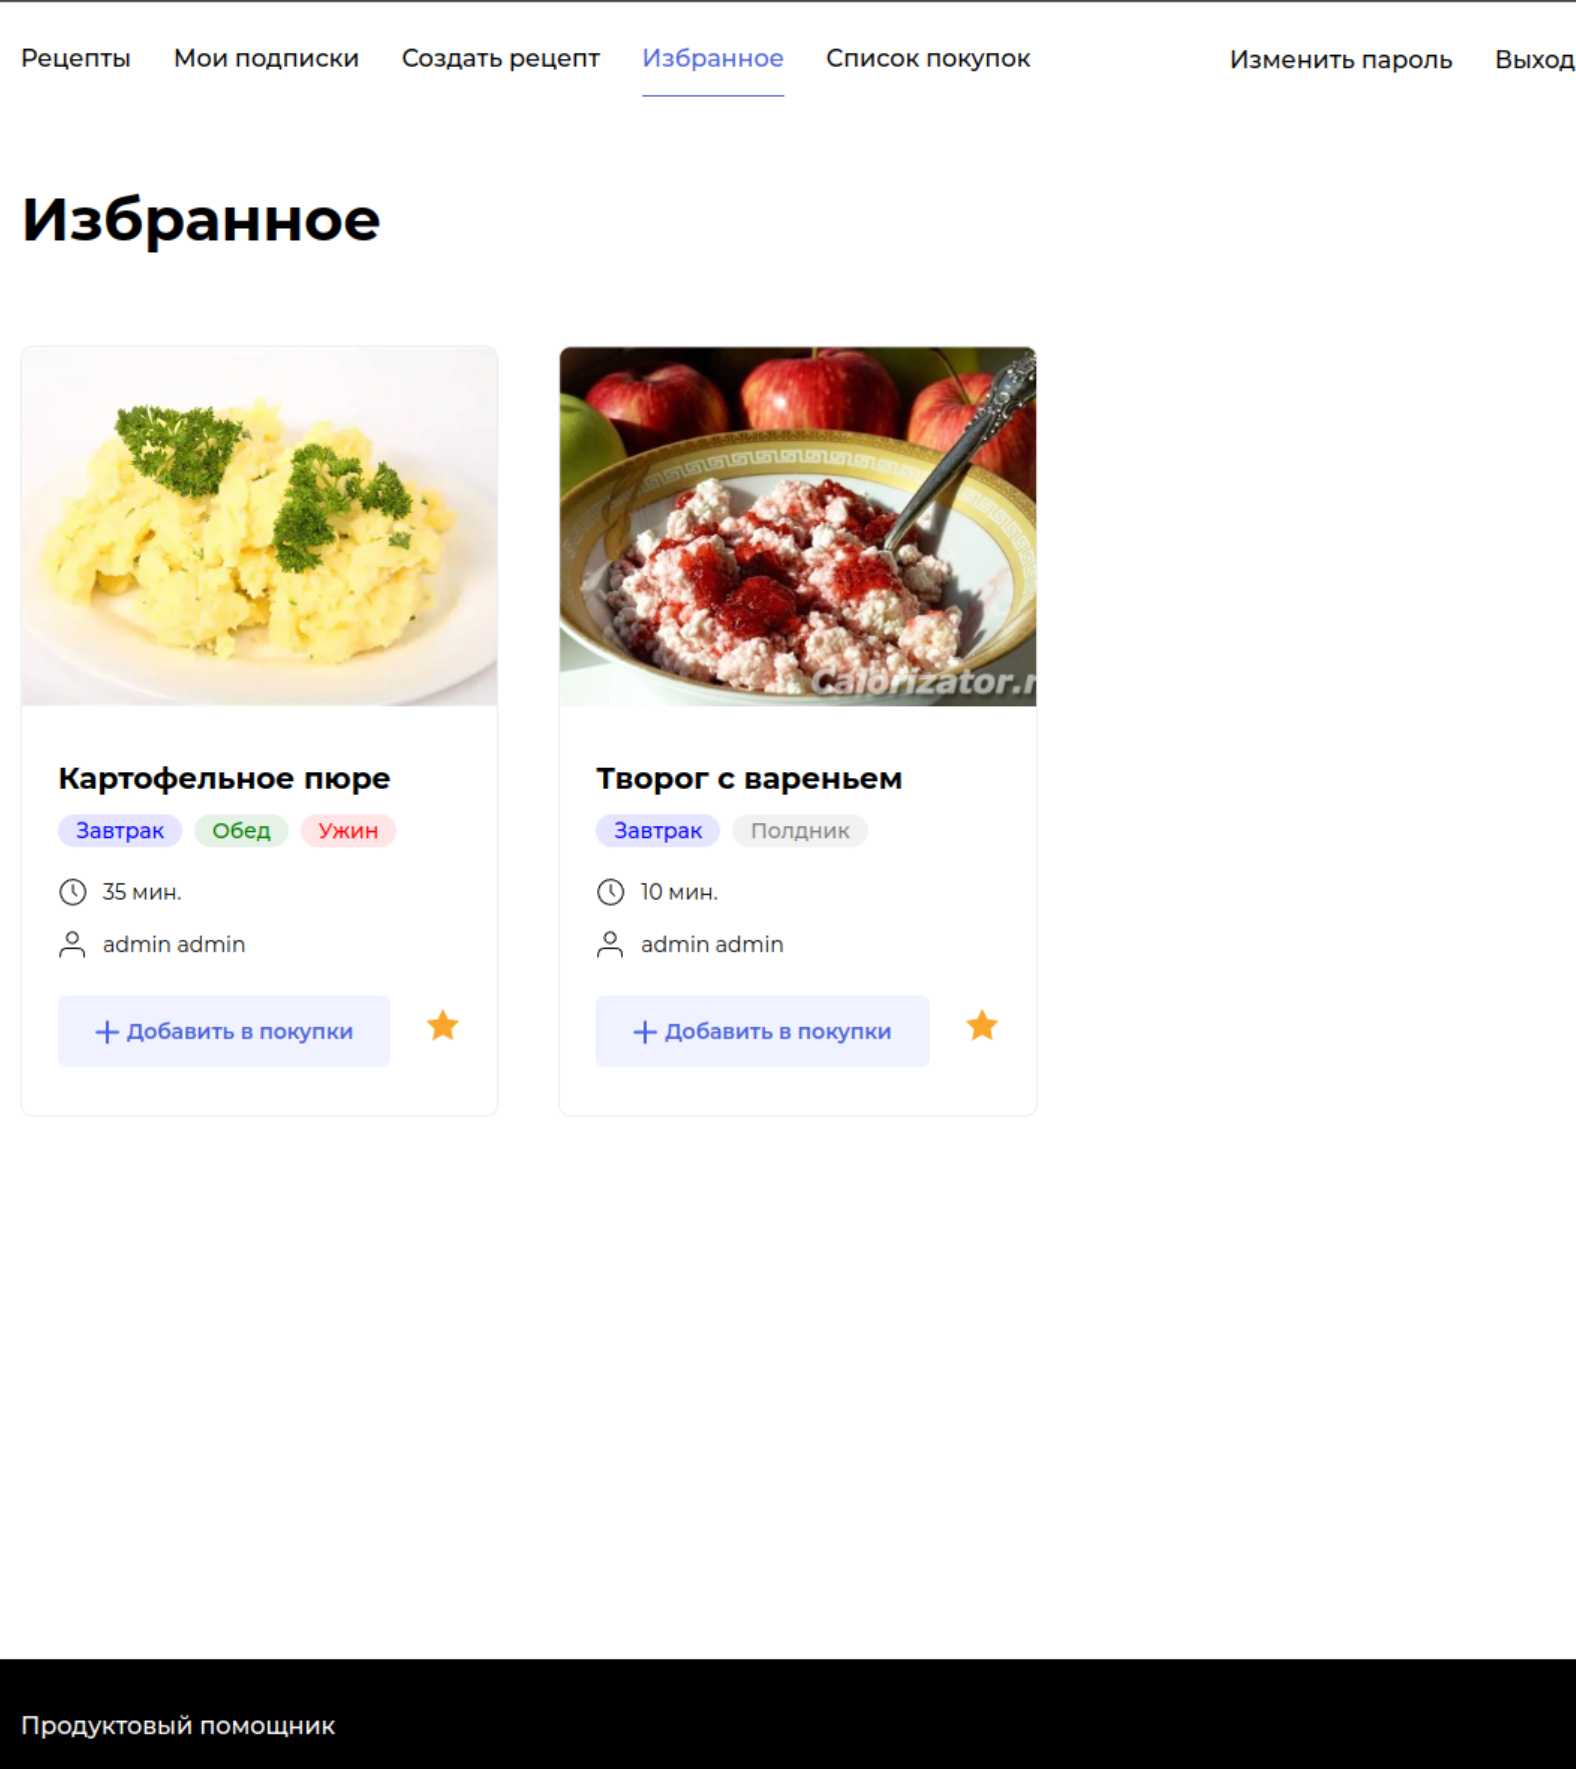 Рецепты Мои подписки Создать рецепт Избранное Список покупок Изменить пароль Выход
Избранное
Calorizator.r
Картофельное пюре
Завтрак Обед Ужин
35 мин.
admin admin
+ Добавить в покупки
Творог с вареньем
Завтрак Полдник
10 мин.
admin admin
+ Добавить в покупки
Продуктовый помощник